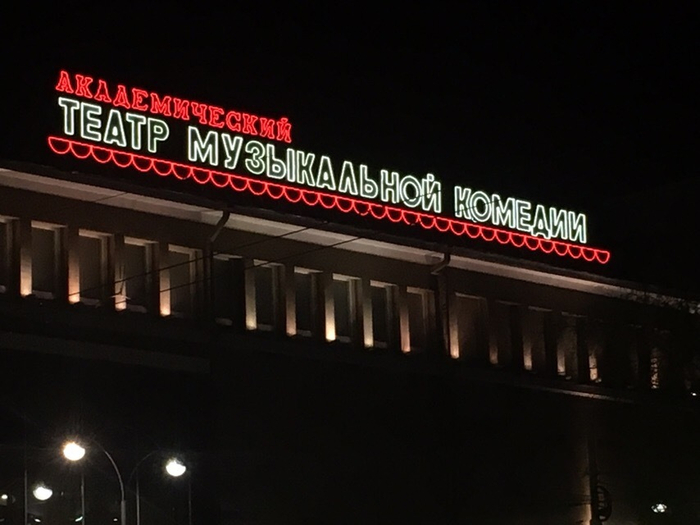 АКАДЕМИЧЕСКИЙ
ТЕАТР МУЗЫКАЛЬНОЙ КОМЕДИИ